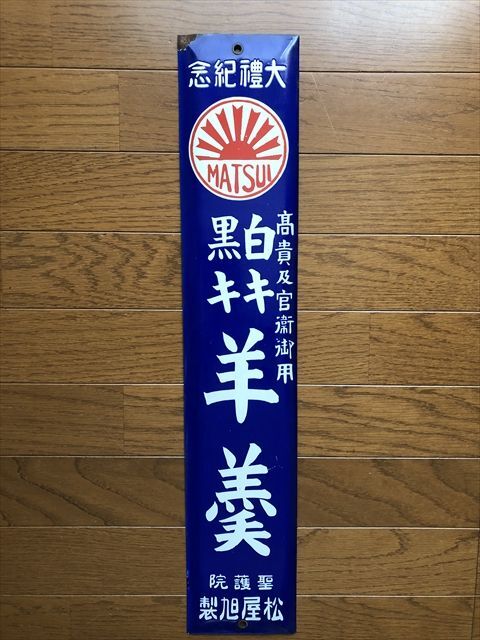 大禮紀念
MATSUI
高貴及官衞御用
白キ
黒キ
羊羹
聖護院
松屋旭製